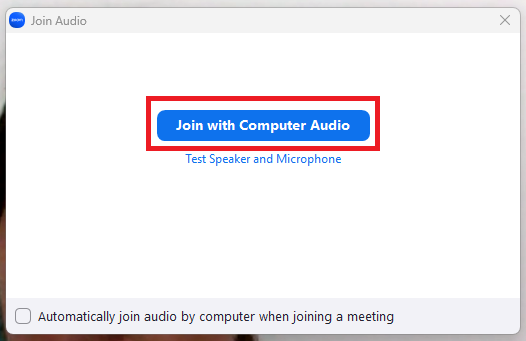 Join Audio
Join with Computer Audio
Test Speaker and Microphone
Automatically join audio by computer when joining a meeting